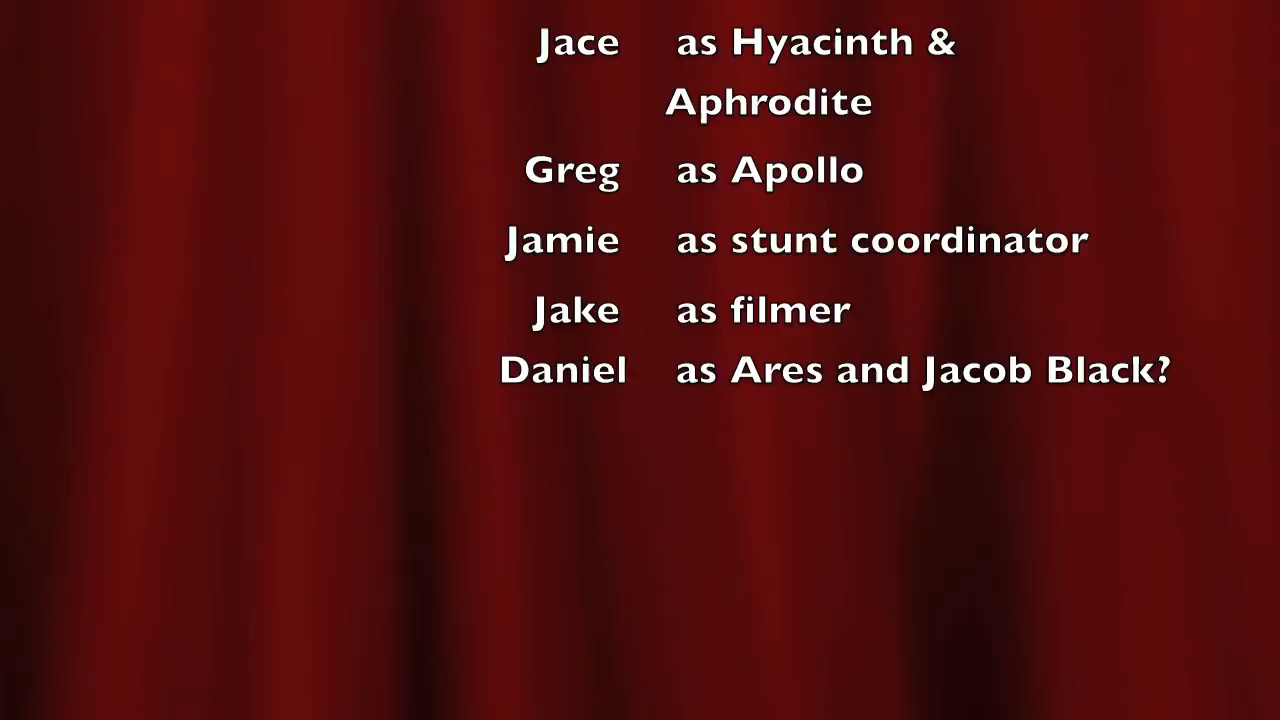 Jace as Hyacinth &
Aphrodite
Greg as Apollo
Jamie as stunt coordinator
Jake as filmer
Daniel as Ares and Jacob Black?